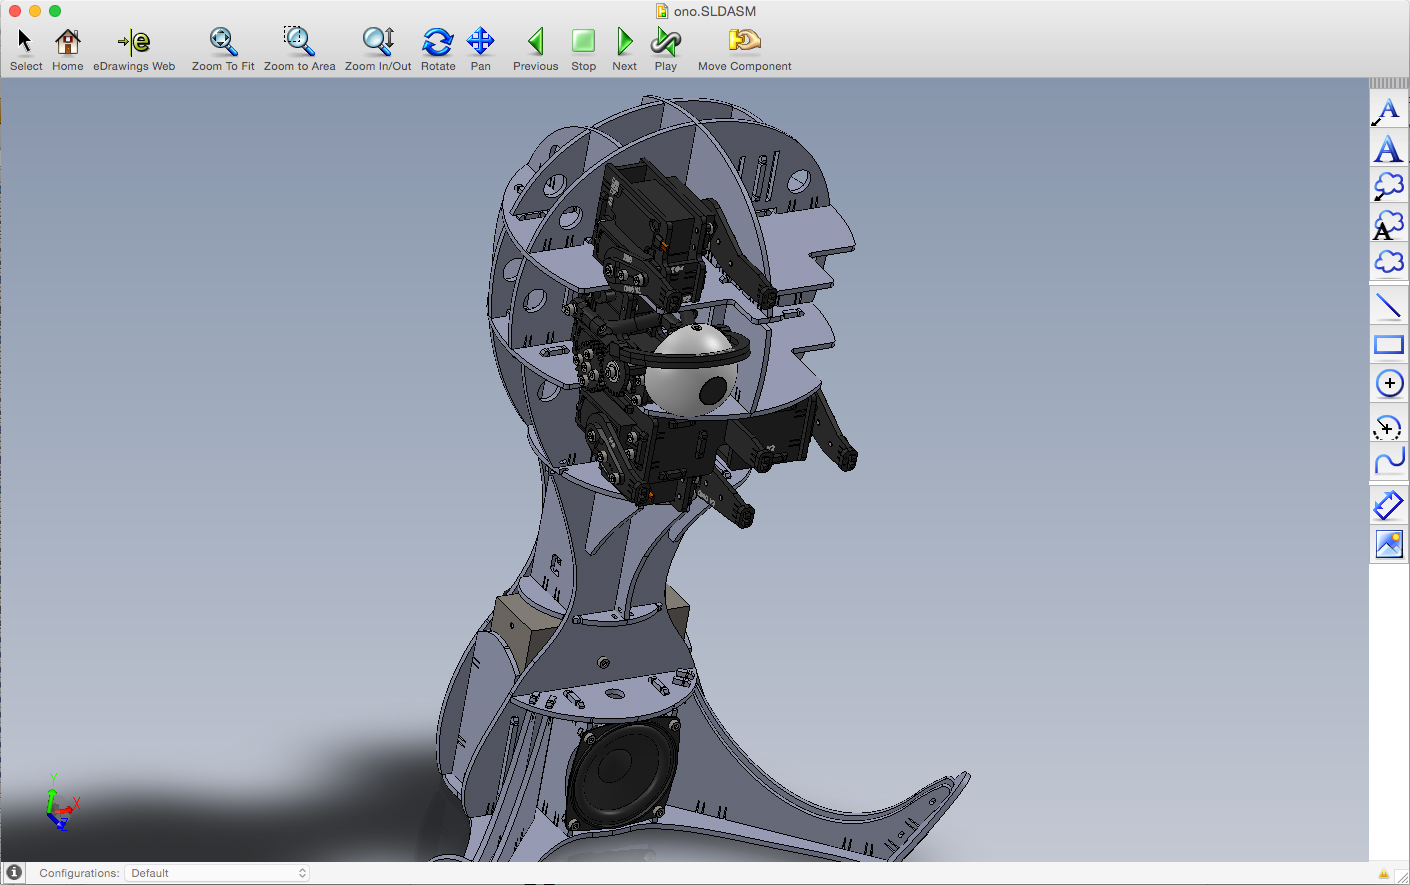 ono.SLDASM
Select Home eDrawings Web Zoom To Fit Zoom to Area Zoom In/Out Rotate Pan Previous Stop Next Play Move Component
Y
X
Z
Configurations: Default